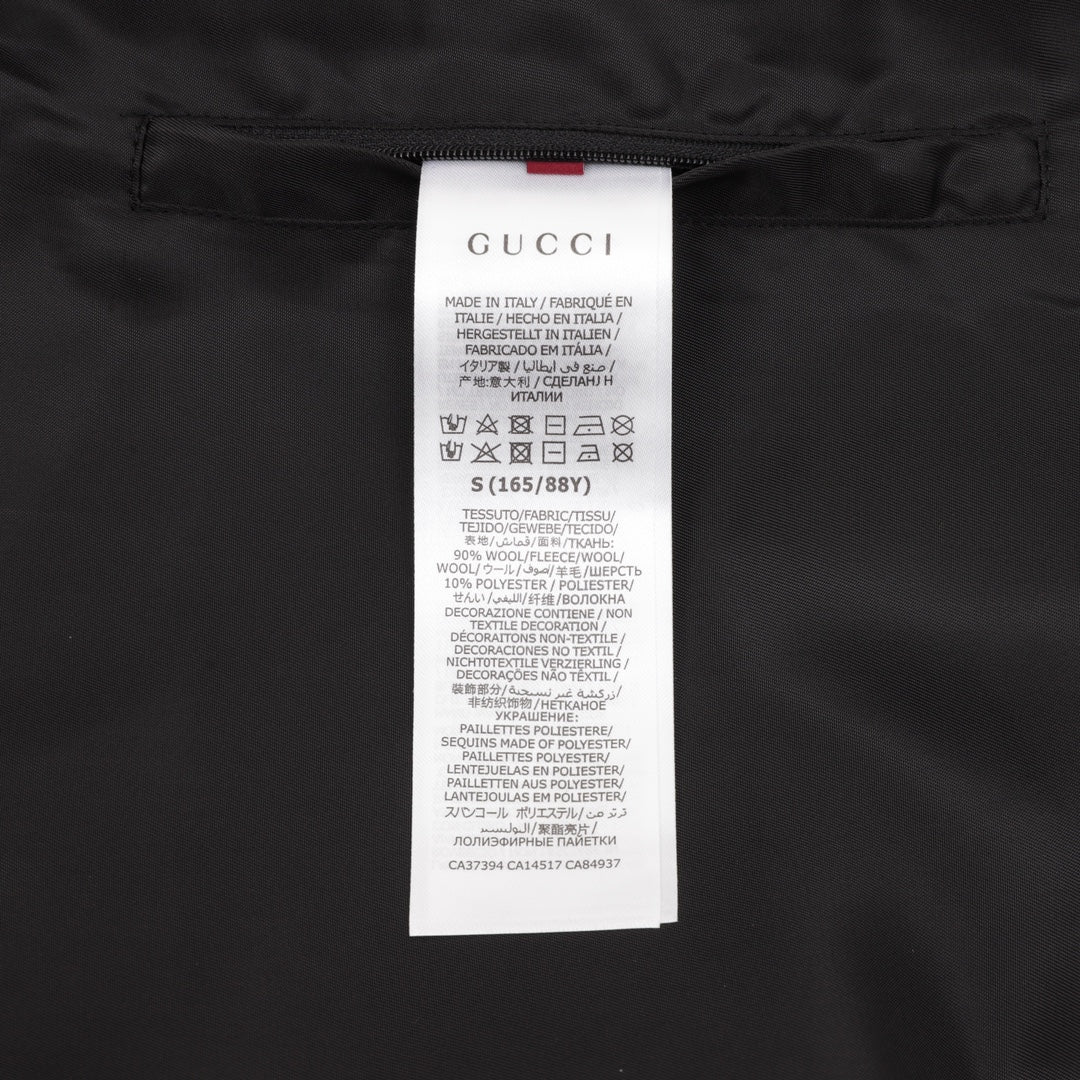 GUCCI
MADE IN ITALY / FABRIQUÉ EN
ITALIE / HECHO EN ITALIA /
HERGESTELLT IN ITALIEN /
FABRICADO EM ITÁLIA /
イタリア製 / صنع في ايطاليا /
产地:意大利 / СДЕЛАНJ Н
ИТАЛИИ
S (165/88Y)
TESSUTO/FABRIC/TISSU/
TEJIDO/GEWEBE/TECIDO/
表地/قماش/面料/ТКАНЬ:
90% WOOL/FLEECE/WOOL/
WOOL/ウール/صوف/羊毛/ШЕРСТЬ
10% POLYESTER / POLIESTER/
せんい/الليفي/纤维/ВОЛОКНА
DECORAZIONE CONTIENE / NON
TEXTILE DECORATION /
DÉCORAITONS NON-TEXTILE /
DECORACIONES NO TEXTIL /
NICHT0TEXTILE VERZIERLING /
DECORAÇÕES NÃO TÊXTIL /
装飾部分/زركشة غير نسيجية/
非纺织饰物/НЕТКАНОЕ
УКРАШЕНИЕ:
PAILLETTES POLIESTERE/
SEQUINS MADE OF POLYESTER/
PAILLETTES POLYESTER/
LENTEJUELAS EN POLIESTER/
PAILLETTEN AUS POLYESTER/
LANTEJOULAS EM POLIESTER/
スパンコール ポリエステル/ترتر من
البوليستر/聚酯亮片/
ЛОЛИЭФИРНЫЕ ПАЙЕТКИ
CA37394 CA14517 CA84937